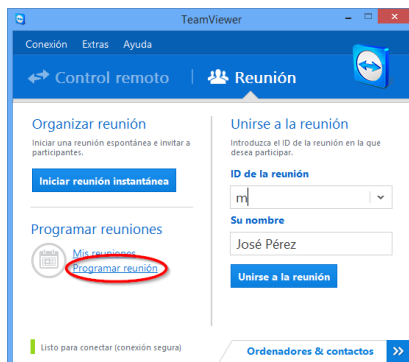 TeamViewer
Conexión Extras Ayuda
Control remoto
Reunión
Organizar reunión
Iniciar una reunión espontánea e invitar a
participantes.
Iniciar reunión instantánea
Programar reuniones
Mis reuniones
Programar reunión
Unirse a la reunión
Introduzca el ID de la reunión en la que
desea participar.
ID de la reunión
m
Su nombre
José Pérez
Unirse a la reunión
Listo para conectar (conexión segura)
Ordenadores & contactos